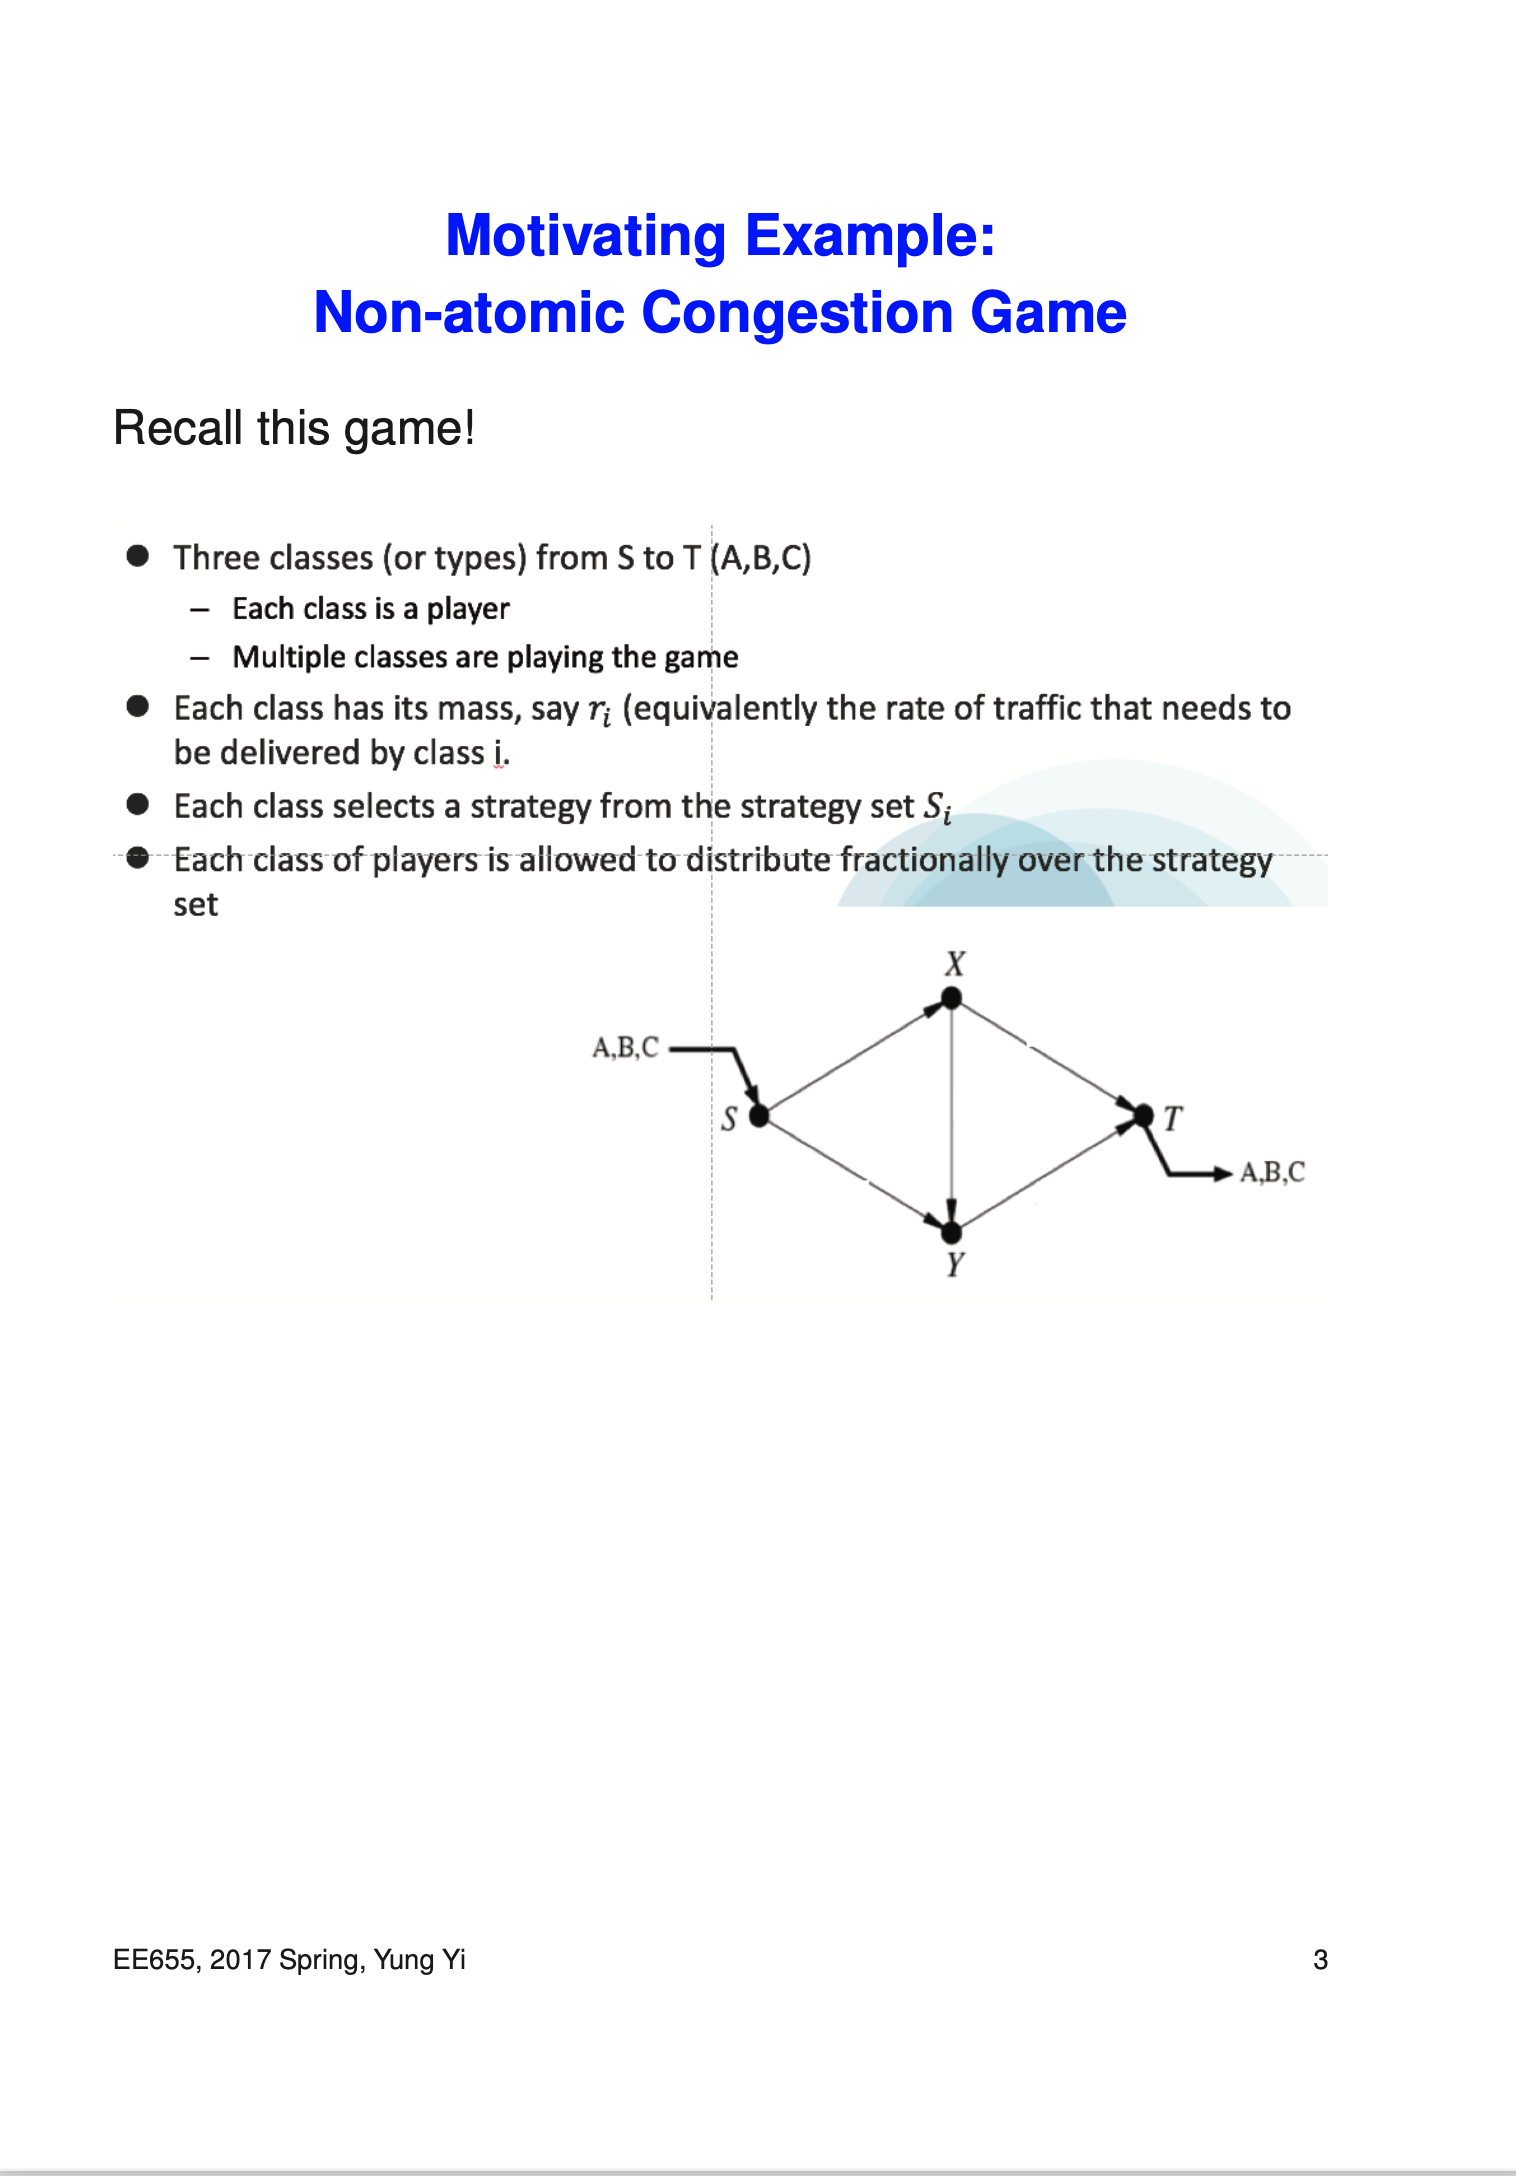 Motivating Example:
Non-atomic Congestion Game
Recall this game!
● Three classes (or types) from S to T (A,B,C)
– Each class is a player
– Multiple classes are playing the game
● Each class has its mass, say rᵢ (equivalently the rate of traffic that needs to
be delivered by class i.
● Each class selects a strategy from the strategy set Sᵢ
● Each class of players is allowed to distribute fractionally over the strategy
set
X
A,B,C
S
T
A,B,C
Y
EE655, 2017 Spring, Yung Yi
3